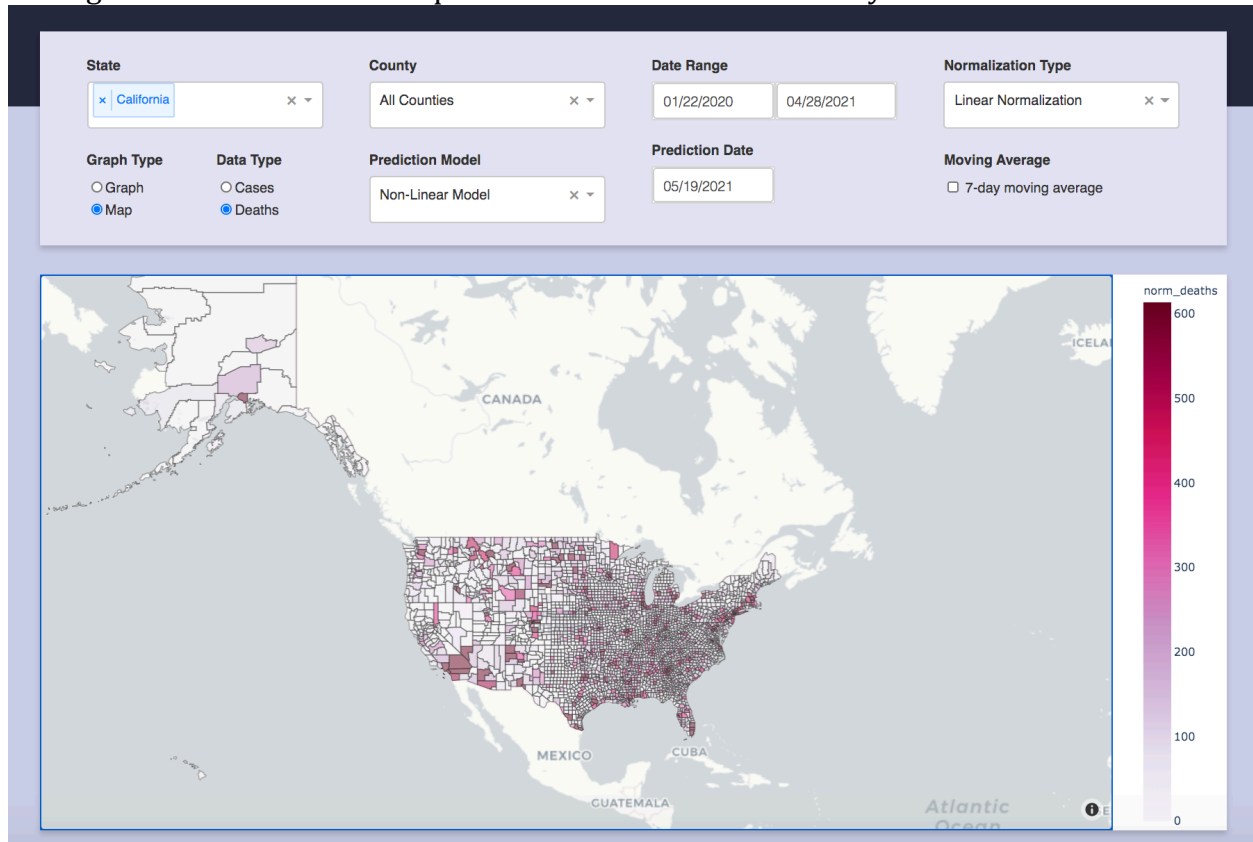 State
County
Date Range
Normalization Type
× California
All Counties
01/22/2020
04/28/2021
Linear Normalization
Graph Type
Data Type
Prediction Model
Prediction Date
Moving Average
Graph
Cases
Non-Linear Model
05/19/2021
7-day moving average
Map
Deaths
norm_deaths
600
500
400
300
200
100
0
CANADA
MEXICO
CUBA
GUATEMALA
Atlantic
Ocean